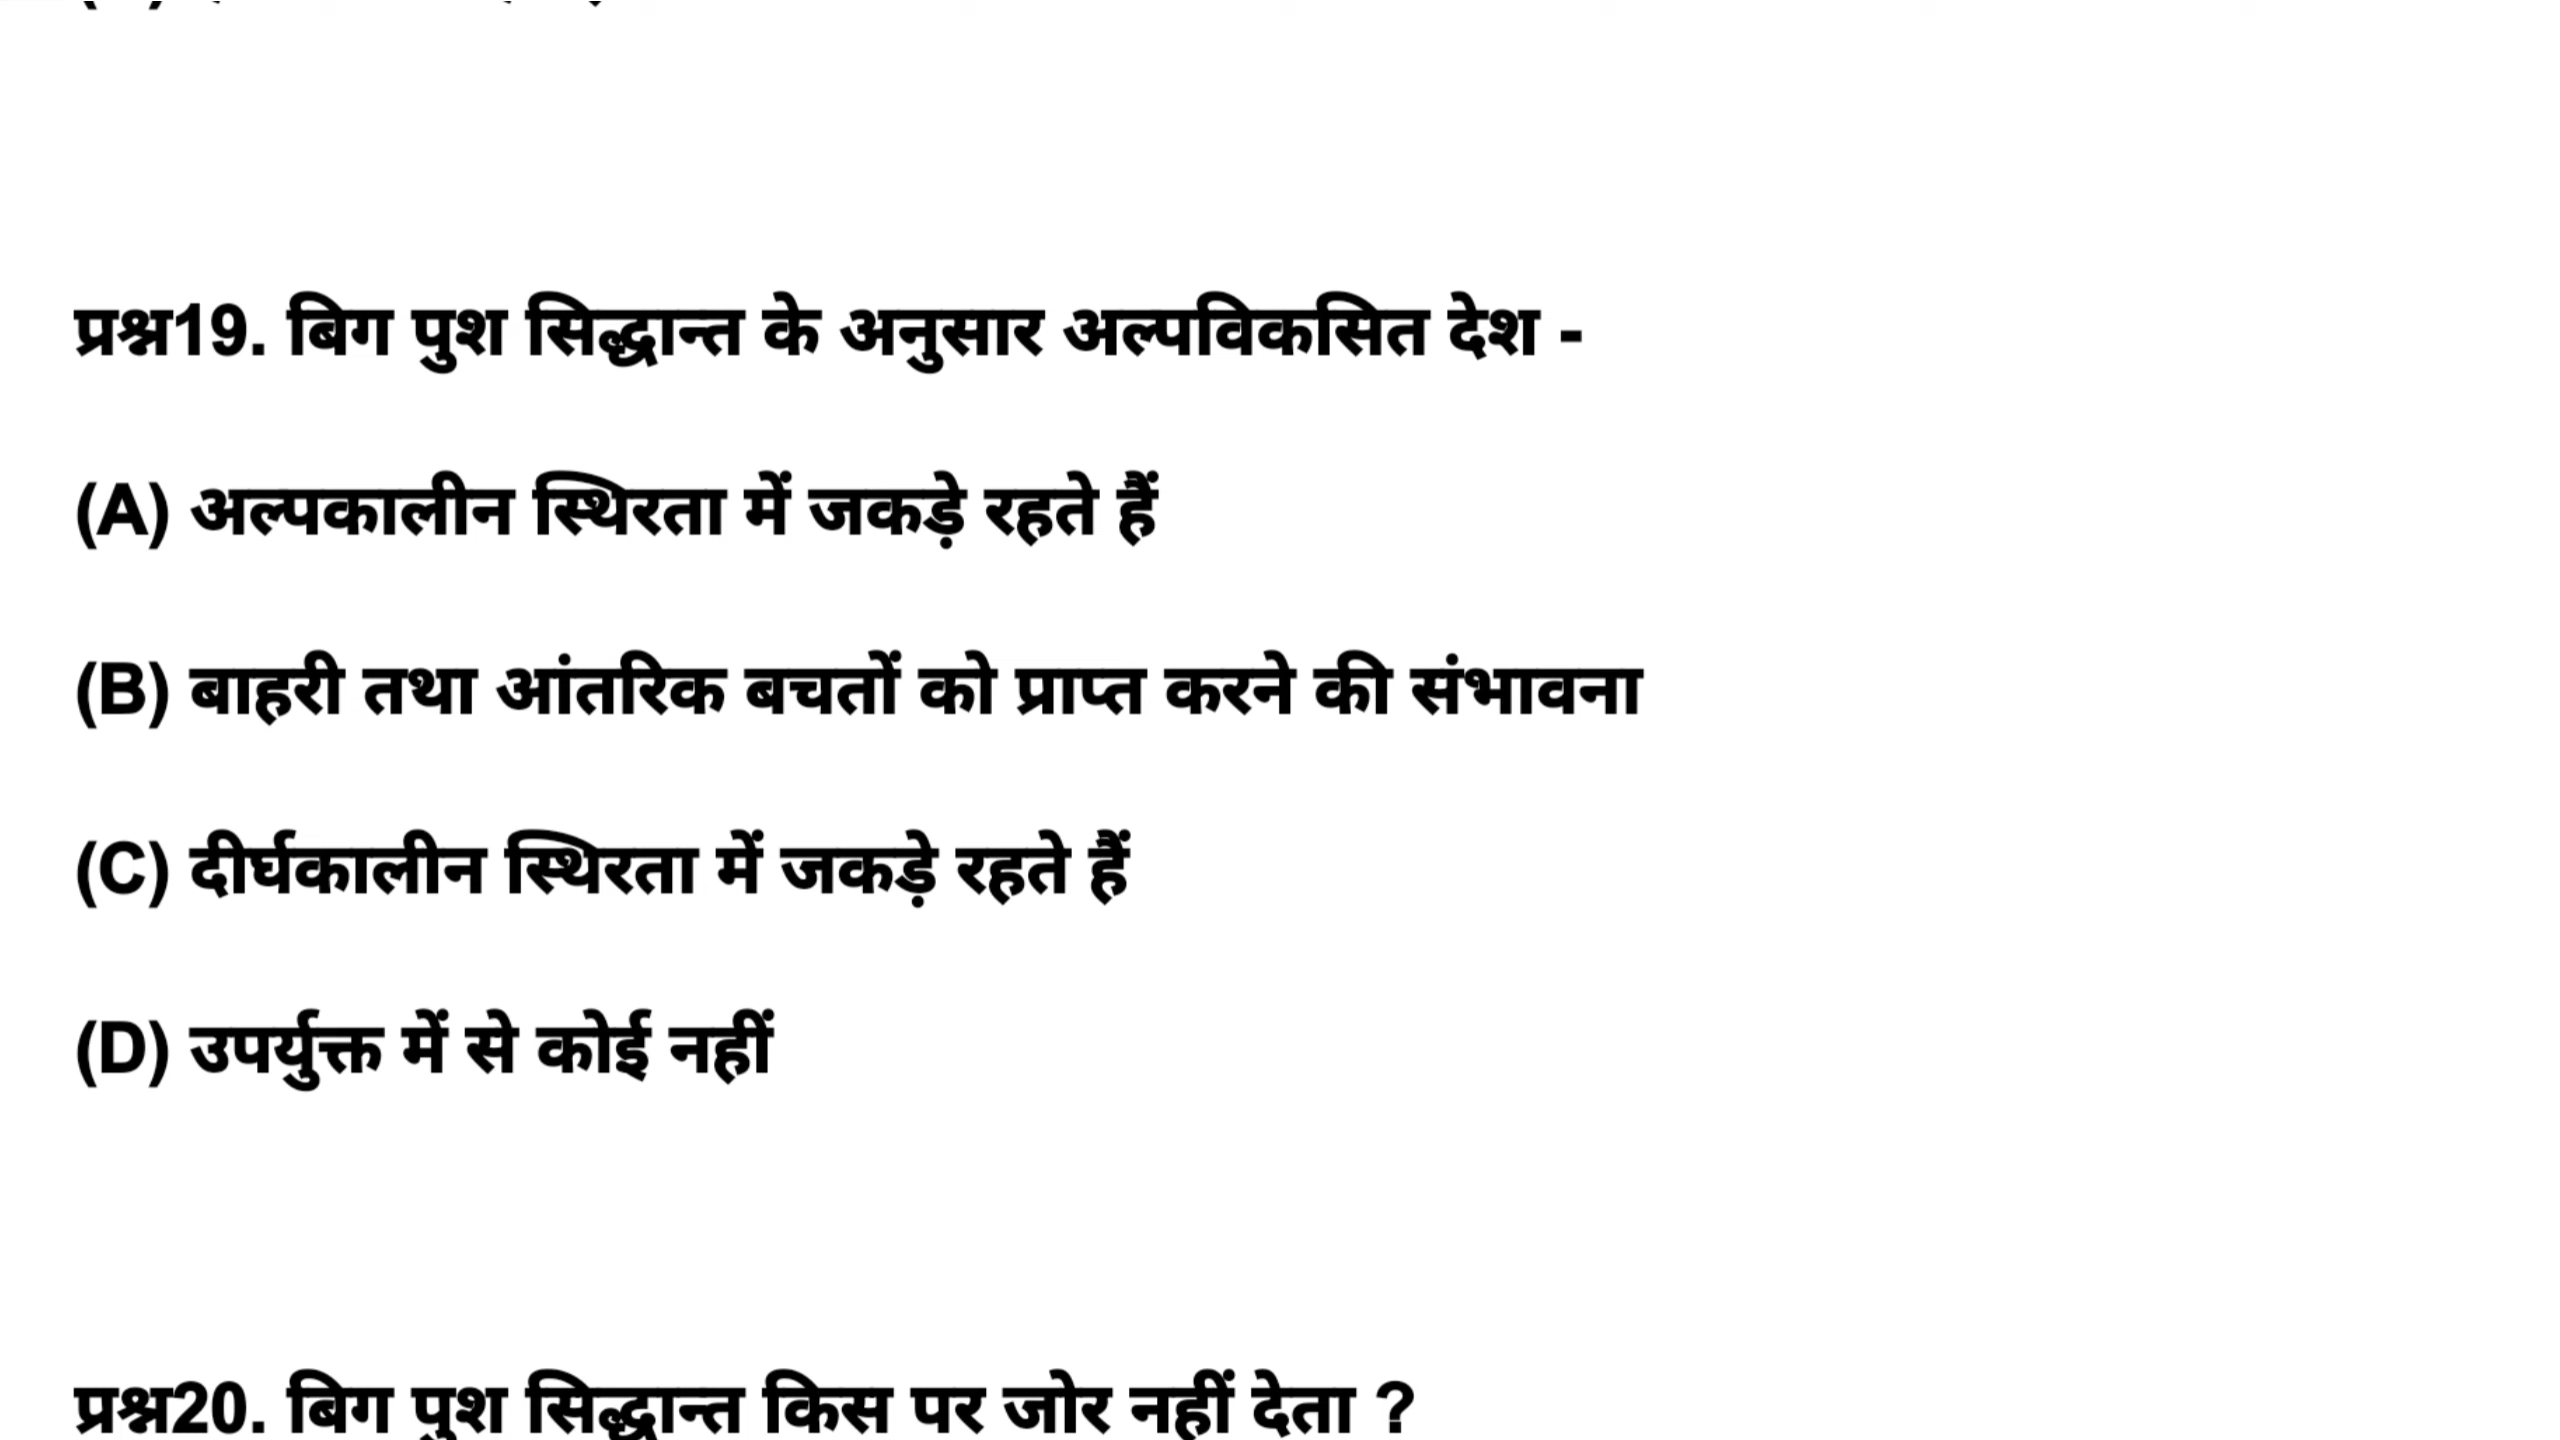 प्रश्न19. बिग पुश सिद्धान्त के अनुसार अल्पविकसित देश -
(A) अल्पकालीन स्थिरता में जकड़े रहते हैं
(B) बाहरी तथा आंतरिक बचतों को प्राप्त करने की संभावना
(C) दीर्घकालीन स्थिरता में जकड़े रहते हैं
(D) उपर्युक्त में से कोई नहीं
प्रश्न20. बिग पुश सिद्धान्त किस पर जोर नहीं देता ?